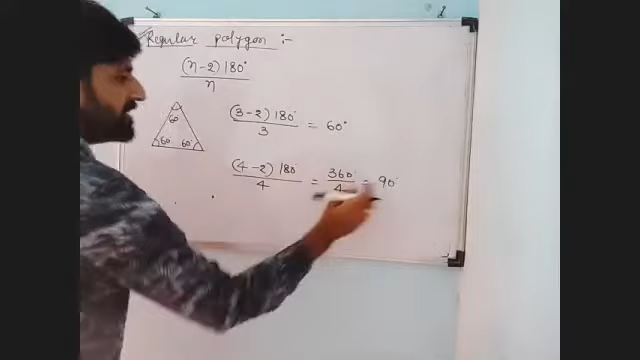 Regular polygon :-
(n-2) 180°
n
(3-2) 180°
3 = 60°
60
60 60°
(4-2) 180
4 = 360
4 = 90°